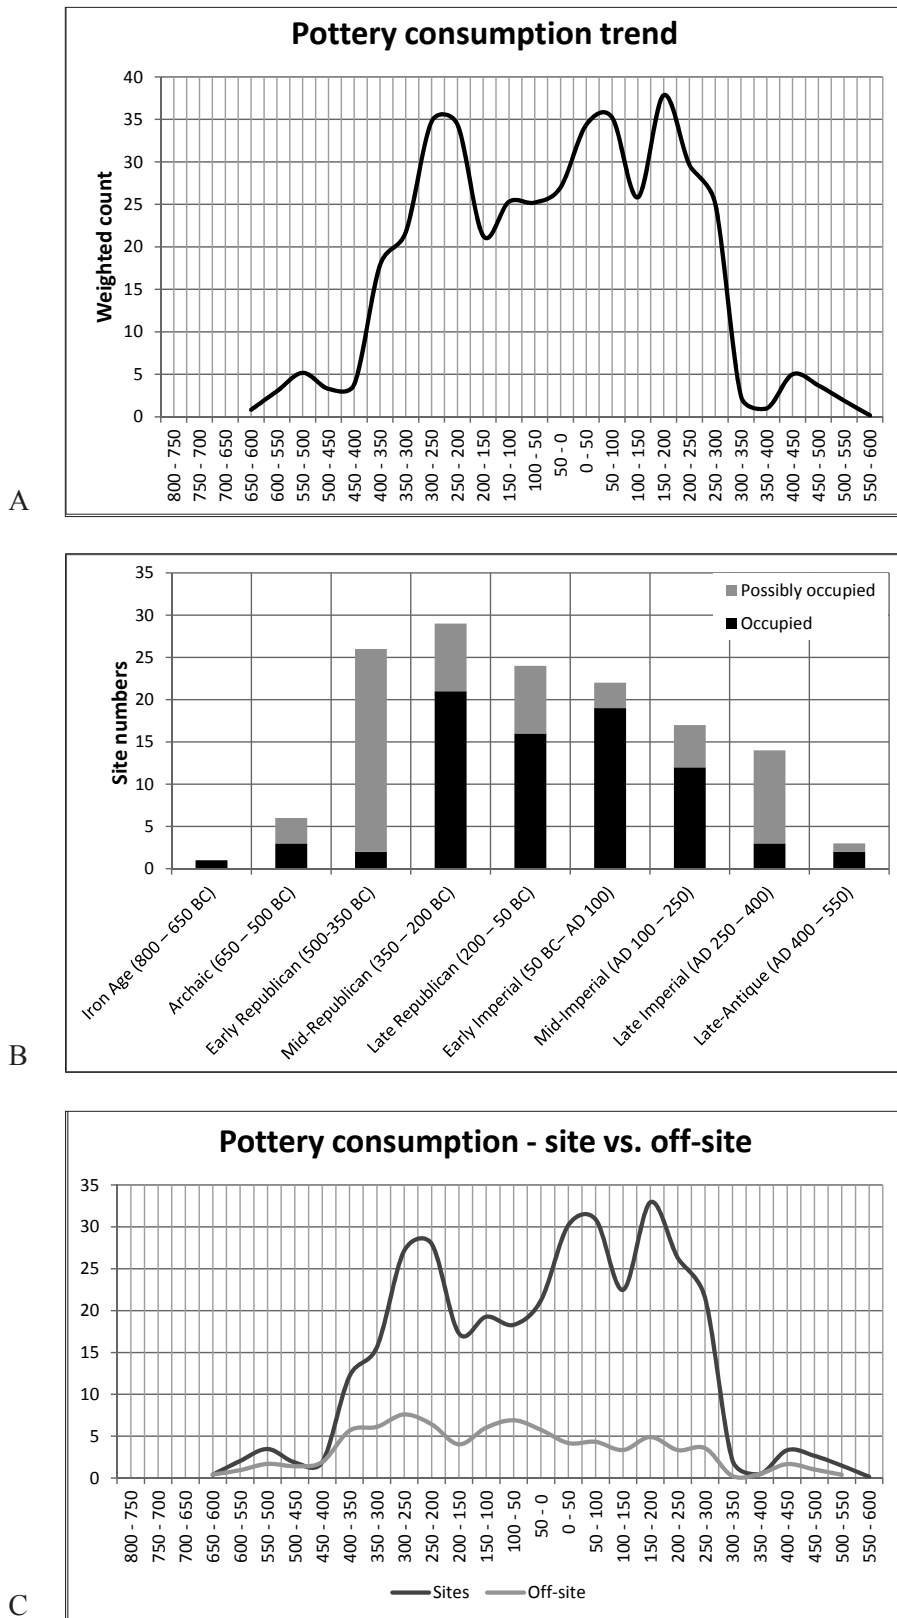 Pottery consumption trend
40
35
30
25
20
15
10
5
0
Weighted count
800 - 750
750 - 700
700 - 650
650 - 600
600 - 550
550 - 500
500 - 450
450 - 400
400 - 350
350 - 300
300 - 250
250 - 200
200 - 150
150 - 100
100 - 50
50 - 0
0 - 50
50 - 100
100 - 150
150 - 200
200 - 250
250 - 300
300 - 350
350 - 400
400 - 450
450 - 500
500 - 550
550 - 600
A
35
30
25
20
15
10
5
0
Site numbers
Possibly occupied
Occupied
Iron Age (800 – 650 BC)
Archaic (650 – 500 BC)
Early Republican (500-350 BC)
Mid-Republican (350 – 200 BC)
Late Republican (200 – 50 BC)
Early Imperial (50 BC– AD 100)
Mid-Imperial (AD 100 – 250)
Late Imperial (AD 250 – 400)
Late-Antique (AD 400 – 550)
B
Pottery consumption - site vs. off-site
35
30
25
20
15
10
5
0
800 - 750
750 - 700
700 - 650
650 - 600
600 - 550
550 - 500
500 - 450
450 - 400
400 - 350
350 - 300
300 - 250
250 - 200
200 - 150
150 - 100
100 - 50
50 - 0
0 - 50
50 - 100
100 - 150
150 - 200
200 - 250
250 - 300
300 - 350
350 - 400
400 - 450
450 - 500
500 - 550
550 - 600
Sites
Off-site
C